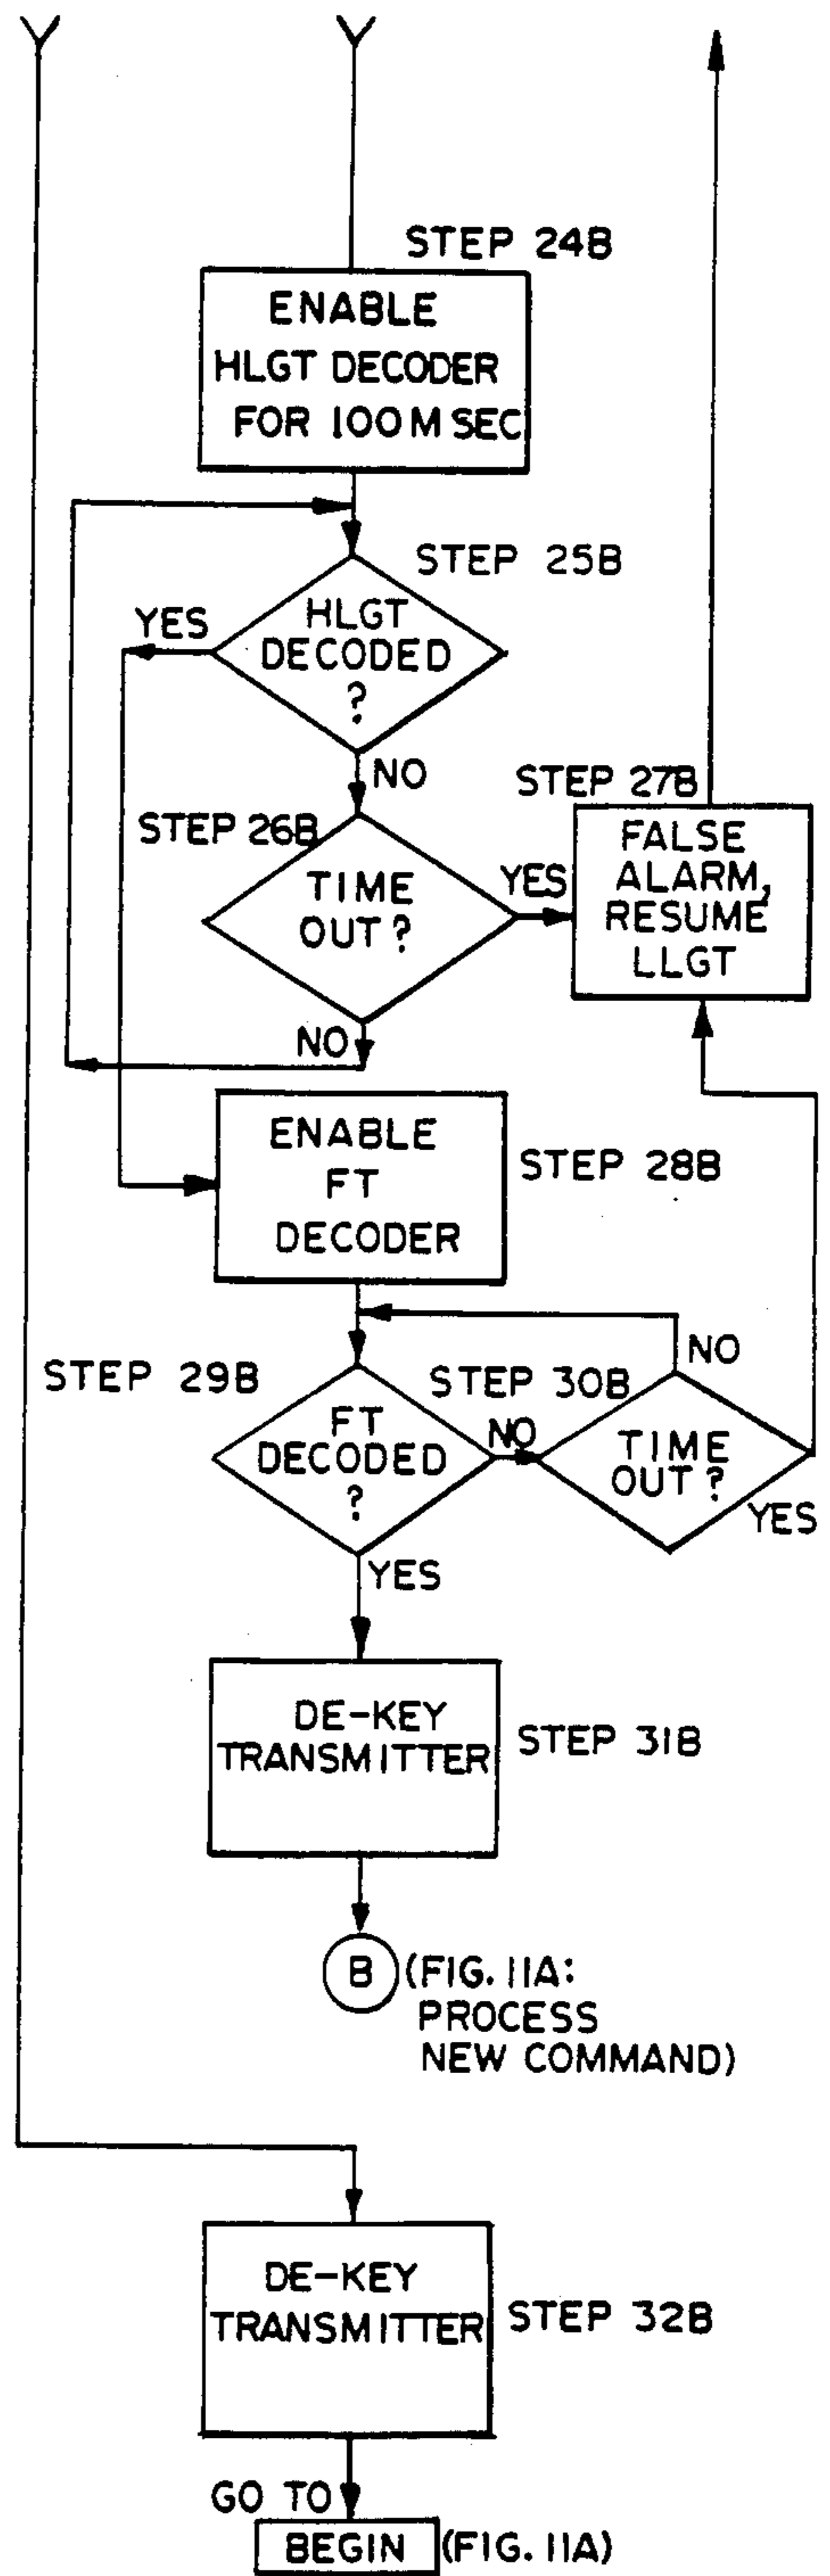 STEP 24B
ENABLE
HLGT DECODER
FOR 100 M SEC
STEP 25B
YES
HLGT
DECODED
?
NO
STEP 26B
TIME
OUT?
YES
STEP 27B
FALSE
ALARM,
RESUME
LLGT
NO
ENABLE
FT
DECODER
STEP 28B
STEP 29B
FT
DECODED
?
NO
STEP 30B
NO
TIME
OUT?
YES
YES
DE-KEY
TRANSMITTER
STEP 31B
B (FIG. 11A:
PROCESS
NEW COMMAND)
DE-KEY
TRANSMITTER
STEP 32B
GO TO
BEGIN (FIG. 11A)